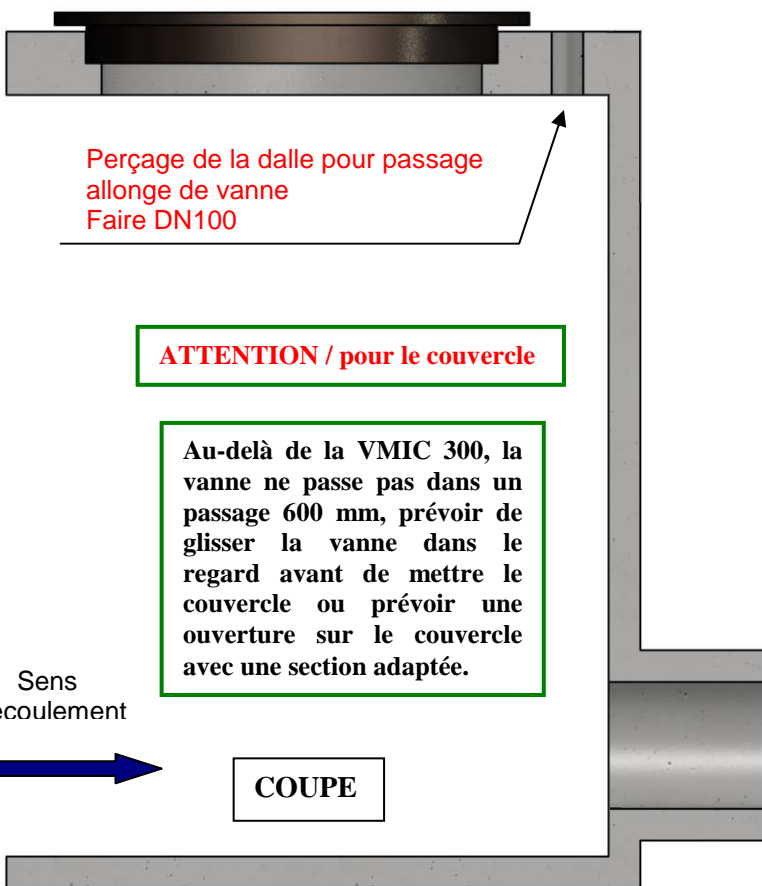 Perçage de la dalle pour passage
allonge de vanne
Faire DN100
ATTENTION / pour le couvercle
Au-delà de la VMIC 300, la
vanne ne passe pas dans un
passage 600 mm, prévoir de
glisser la vanne dans le
regard avant de mettre le
couvercle ou prévoir une
ouverture sur le couvercle
avec une section adaptée.
Sens
écoulement
COUPE